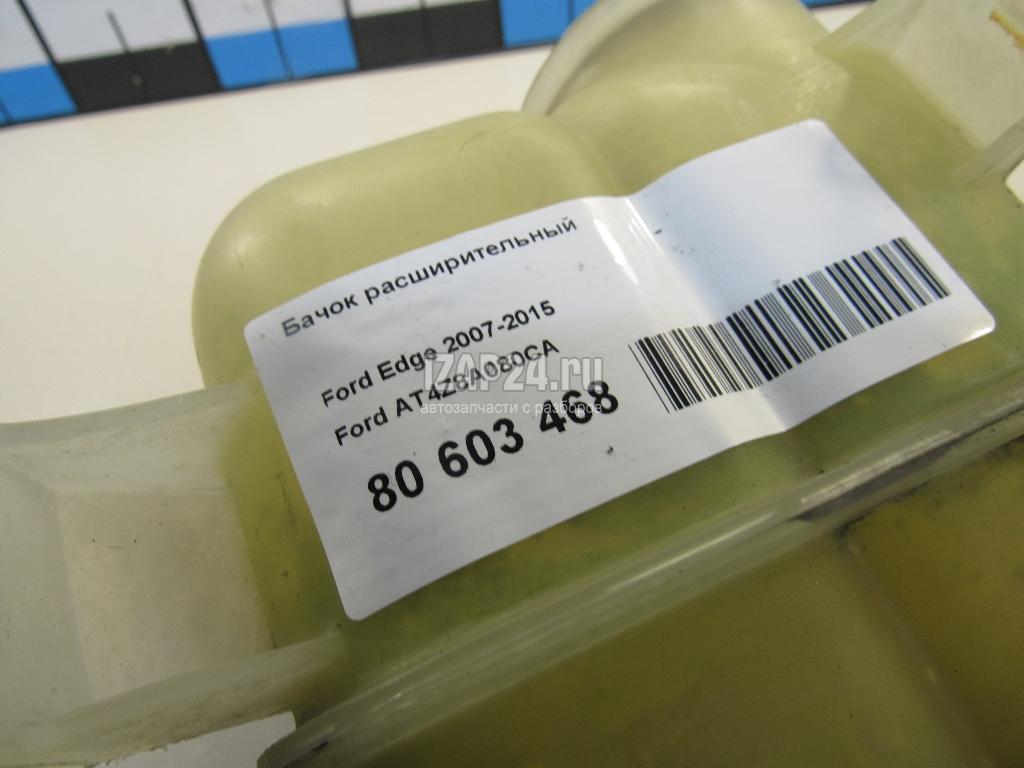 Бачок расширительный
Ford Edge 2007-2015
Ford AT4Z8A080CA
80 603 468
IZAP24.ru
автозапчасти с разборов